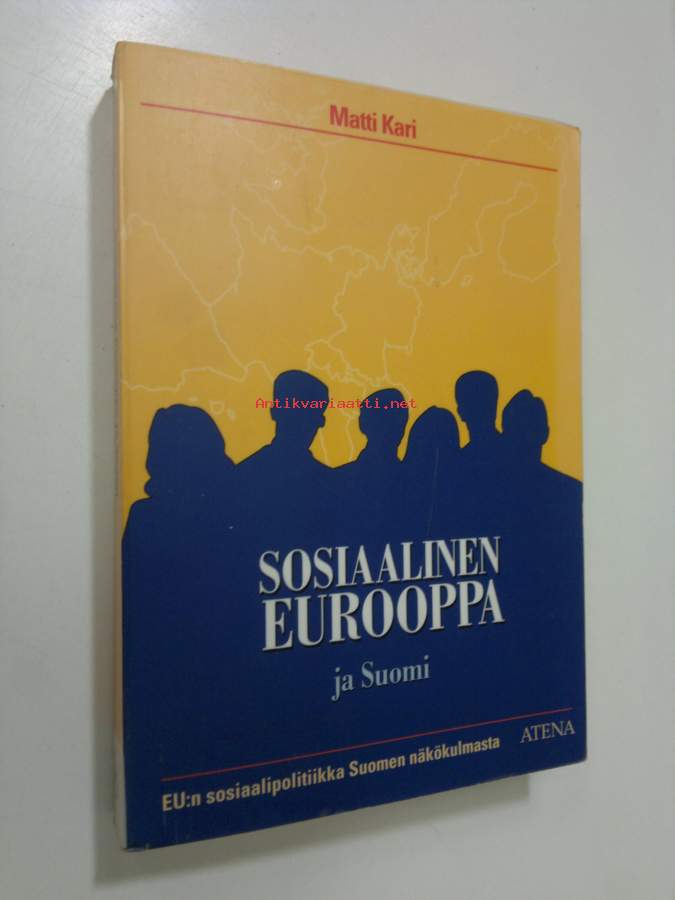 Matti Kari
Antikvariaatti.net
SOSIAALINEN
EUROOPPA
ja Suomi
EU:n sosiaalipolitiikka Suomen näkökulmasta
ATENA